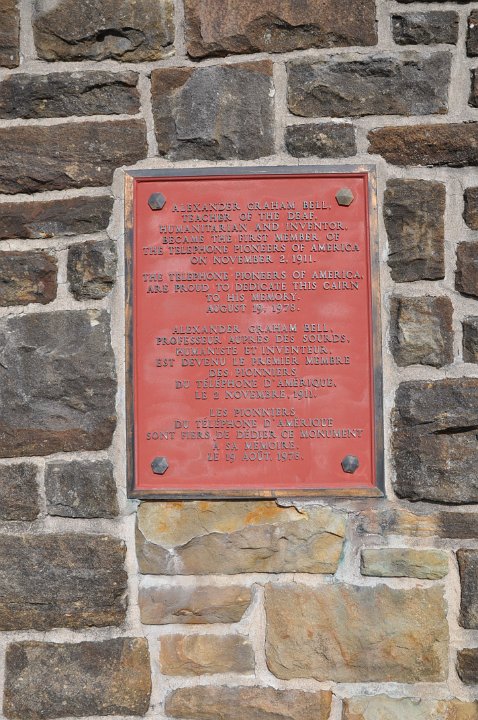 ALEXANDER GRAHAM BELL,
TEACHER OF THE DEAF,
HUMANITARIAN AND INVENTOR,
BECAME THE FIRST MEMBER OF
THE TELEPHONE PIONEERS OF AMERICA
ON NOVEMBER 2, 1911.
THE TELEPHONE PIONEERS OF AMERICA,
ARE PROUD TO DEDICATE THIS CAIRN
TO HIS MEMORY.
AUGUST 19, 1978.
ALEXANDER GRAHAM BELL,
PROFESSEUR AUPRÈS DES SOURDS,
HUMANISTE ET INVENTEUR,
EST DEVENU LE PREMIER MEMBRE
DES PIONNIERS
DU TÉLÉPHONE D'AMÉRIQUE,
LE 2 NOVEMBRE, 1911.
LES PIONNIERS
DU TÉLÉPHONE D'AMÉRIQUE
SONT FIERS, DE DÉDIER CE MONUMENT
A SA MÉMOIRE.
LE 19 AOÛT, 1978.